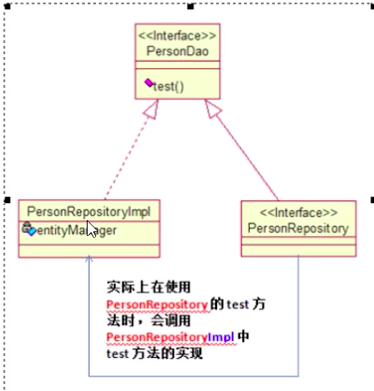 <<Interface>>
PersonDao
test()
PersonRepositoryImpl
entityManager
<<Interface>>
PersonRepository
实际上在使用
PersonRepository 的 test 方
法时，会调用
PersonRepositoryImpl 中
test 方法的实现